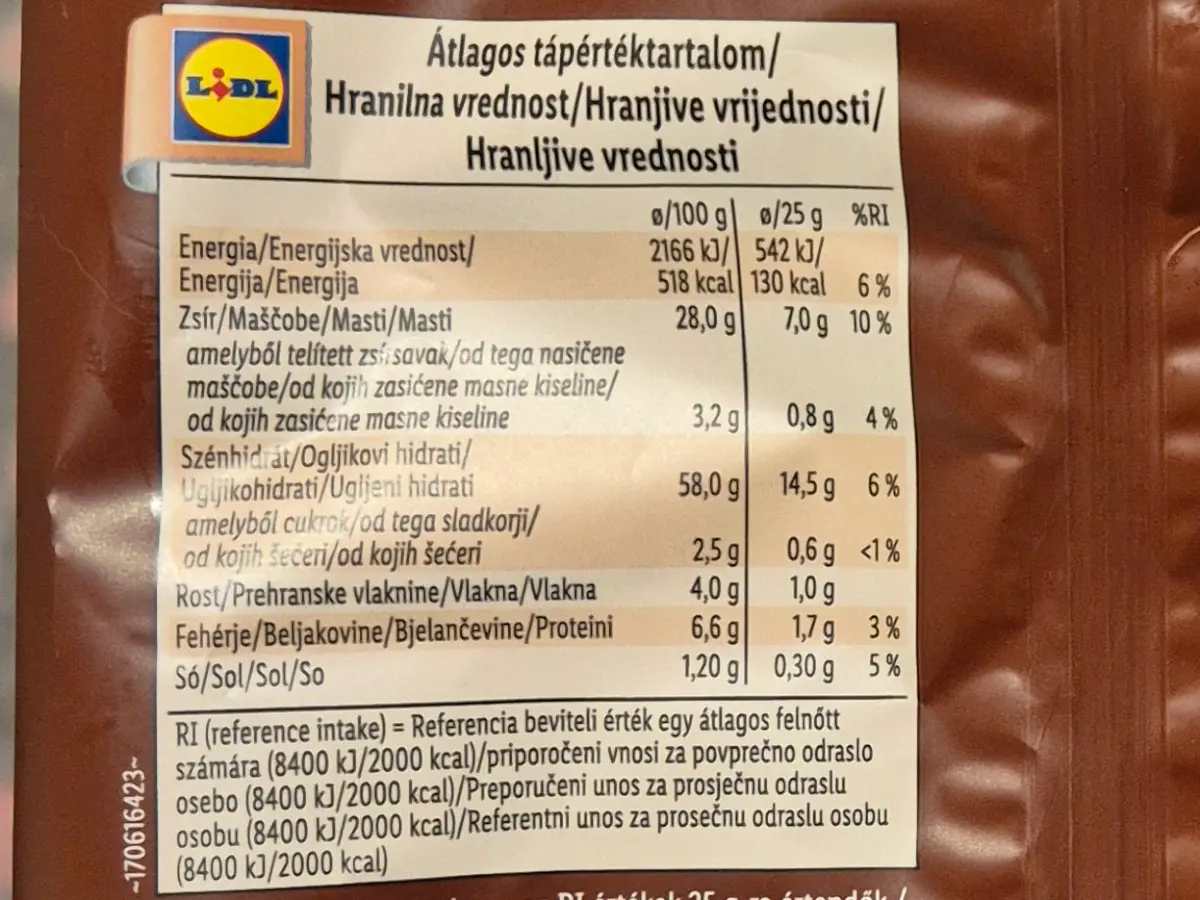 LIDL
Átlagos tápértéktartalom/
Hranilna vrednost/Hranjive vrijednosti/
Hranljive vrednosti
ø/100 g ø/25 g %RI
Energia/Energijska vrednost/ 2166 kJ/ 542 kJ/
Energija/Energija 518 kcal 130 kcal 6 %
Zsír/Maščobe/Masti/Masti 28,0 g 7,0 g 10 %
amelyből telített zsírsavak/od tega nasičene
maščobe/od kojih zasićene masne kiseline/
od kojih zasićene masne kiseline 3,2 g 0,8 g 4 %
Szénhidrát/Ogljikovi hidrati/
Ugljikohidrati/Ugljeni hidrati 58,0 g 14,5 g 6 %
amelyből cukrok/od tega sladkorji/
od kojih šećeri/od kojih šećeri 2,5 g 0,6 g <1 %
Rost/Prehranske vlaknine/Vlakna/Vlakna 4,0 g 1,0 g
Fehérje/Beljakovine/Bjelančevine/Proteini 6,6 g 1,7 g 3 %
Só/Sol/Sol/So 1,20 g 0,30 g 5 %
RI (reference intake) = Referencia beviteli érték egy átlagos felnőtt
számára (8400 kJ/2000 kcal)/priporočeni vnosi za povprečno odraslo
osebo (8400 kJ/2000 kcal)/Preporučeni unos za prosječnu odraslu
osobu (8400 kJ/2000 kcal)/Referentni unos za prosečnu odraslu osobu
(8400 kJ/2000 kcal)
~170616423~